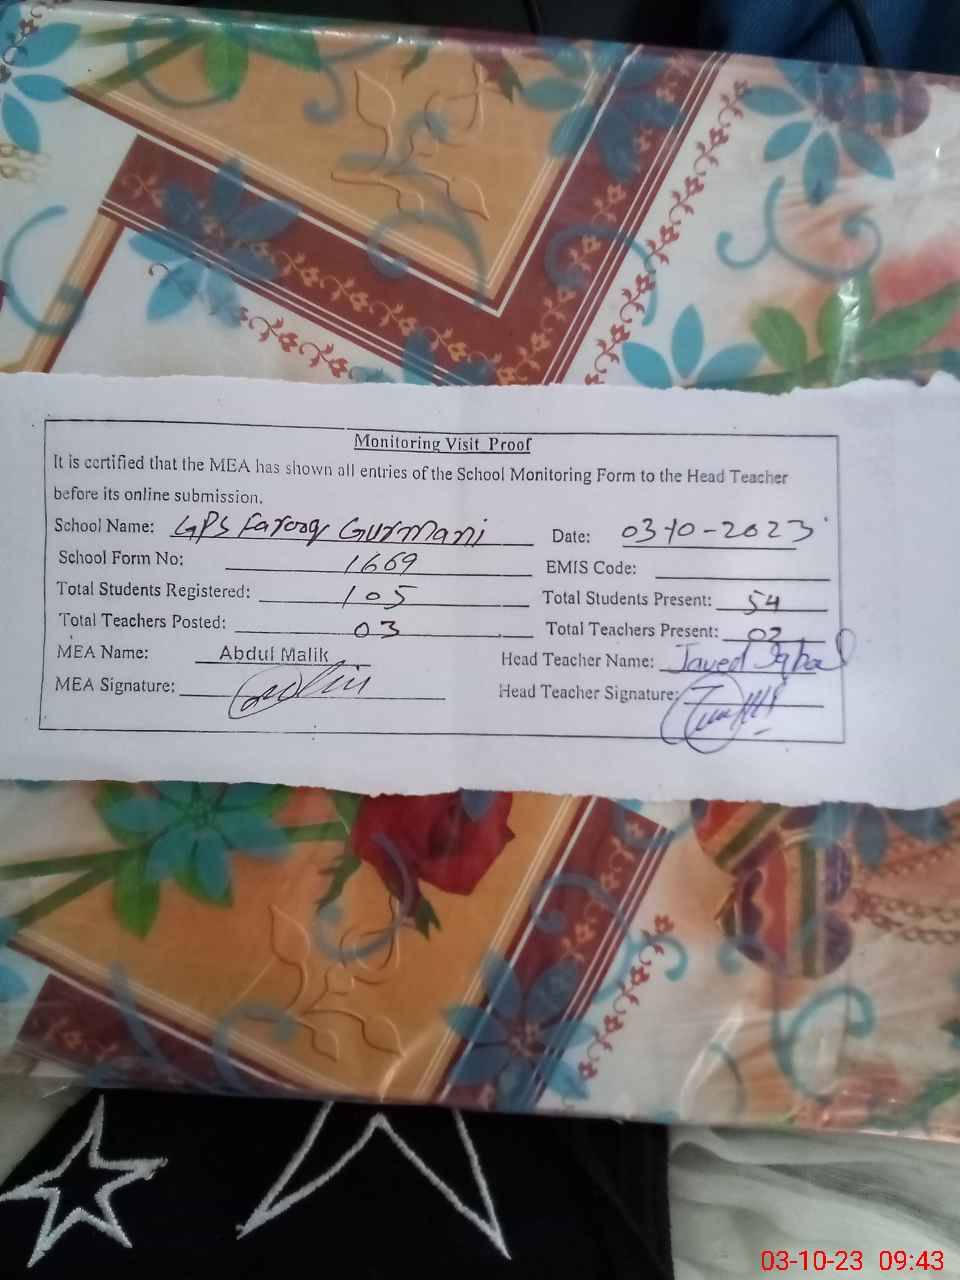 Monitoring Visit Proof
It is certified that the MEA has shown all entries of the School Monitoring Form to the Head Teacher
before its online submission.
School Name: GPS Farooq Gurmani Date: 03-10-2023
School Form No: 1669 EMIS Code:
Total Students Registered: 105 Total Students Present: 54
Total Teachers Posted: 03 Total Teachers Present: 02
MEA Name: Abdul Malik Head Teacher Name: Javed Iqbal
MEA Signature: Head Teacher Signature:
03-10-23 09:43